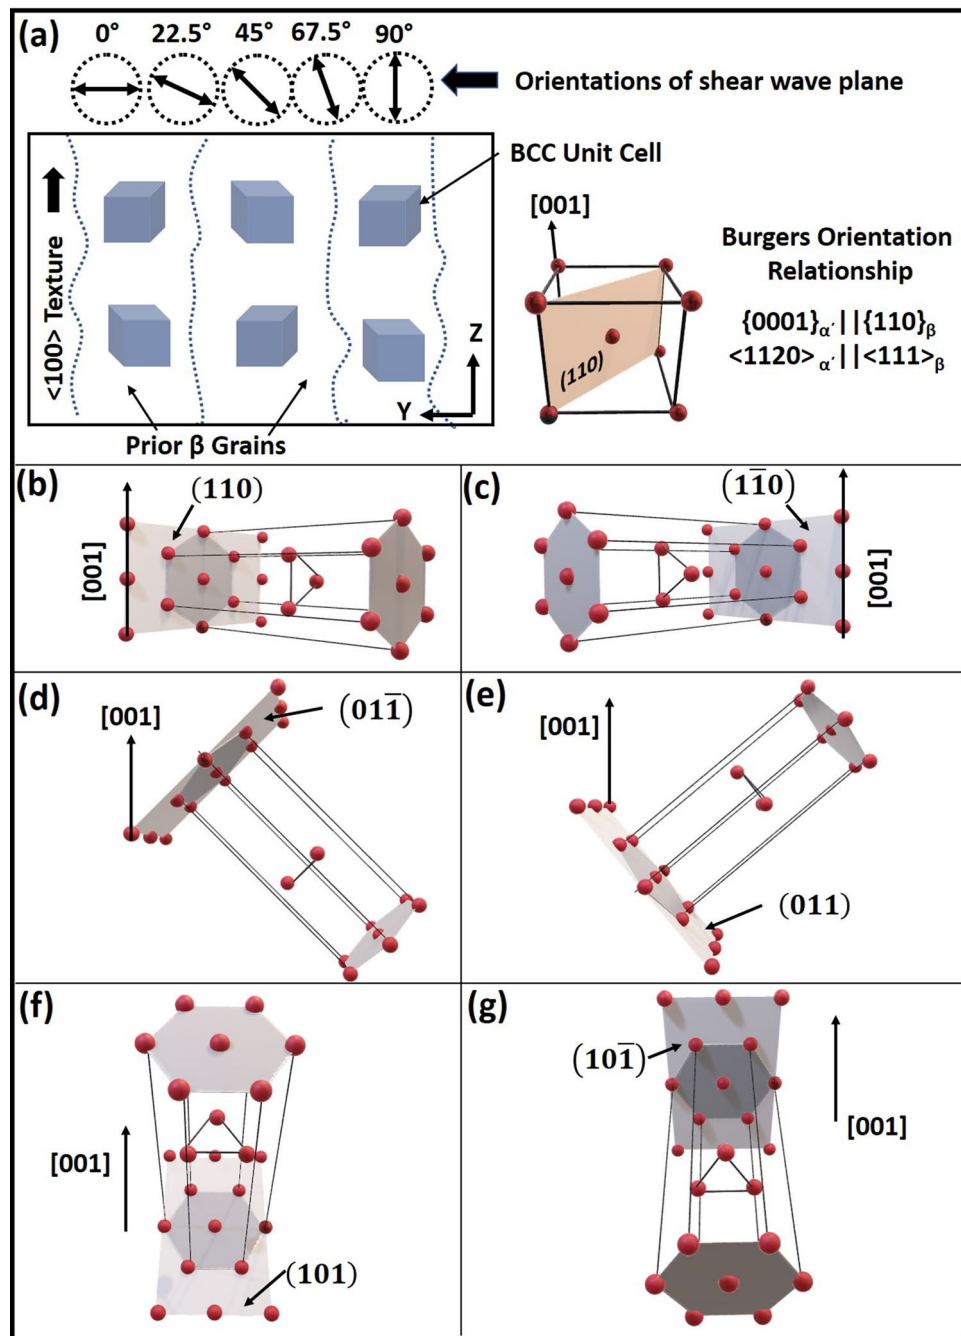 (a)
0° 22.5° 45° 67.5° 90°
Orientations of shear wave plane
BCC Unit Cell
<100> Texture
[001]
Burgers Orientation
Relationship
{0001}α′||{110}β
<1120>α′||<111>β
(110)
Z
Y
Prior β Grains
(b)
(110)
[001]
(c)
(11̅0)
[001]
(d)
[001]
(011̅)
(e)
[001]
(011)
(f)
[001]
(101)
(g)
(101̅)
[001]